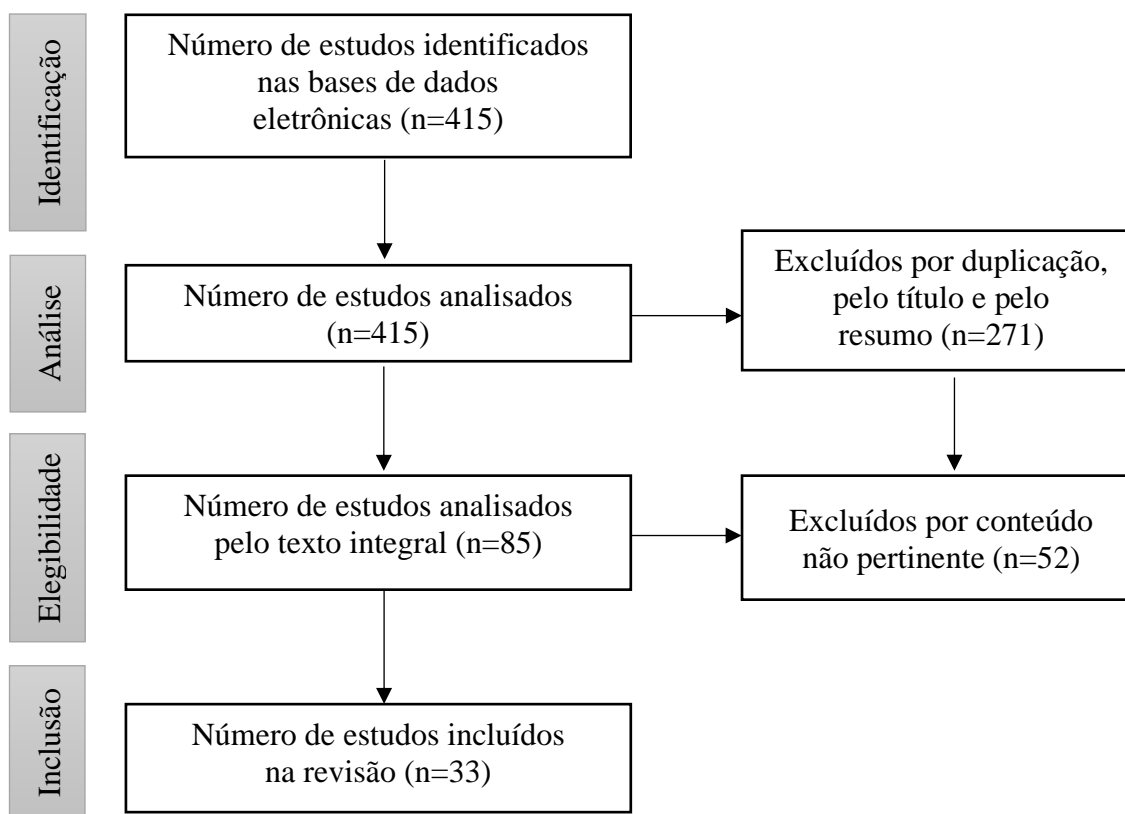 Identificação
Número de estudos identificados
nas bases de dados
eletrônicas (n=415)
Análise
Número de estudos analisados
(n=415)
Excluídos por duplicação,
pelo título e pelo
resumo (n=271)
Elegibilidade
Número de estudos analisados
pelo texto integral (n=85)
Excluídos por conteúdo
não pertinente (n=52)
Inclusão
Número de estudos incluídos
na revisão (n=33)